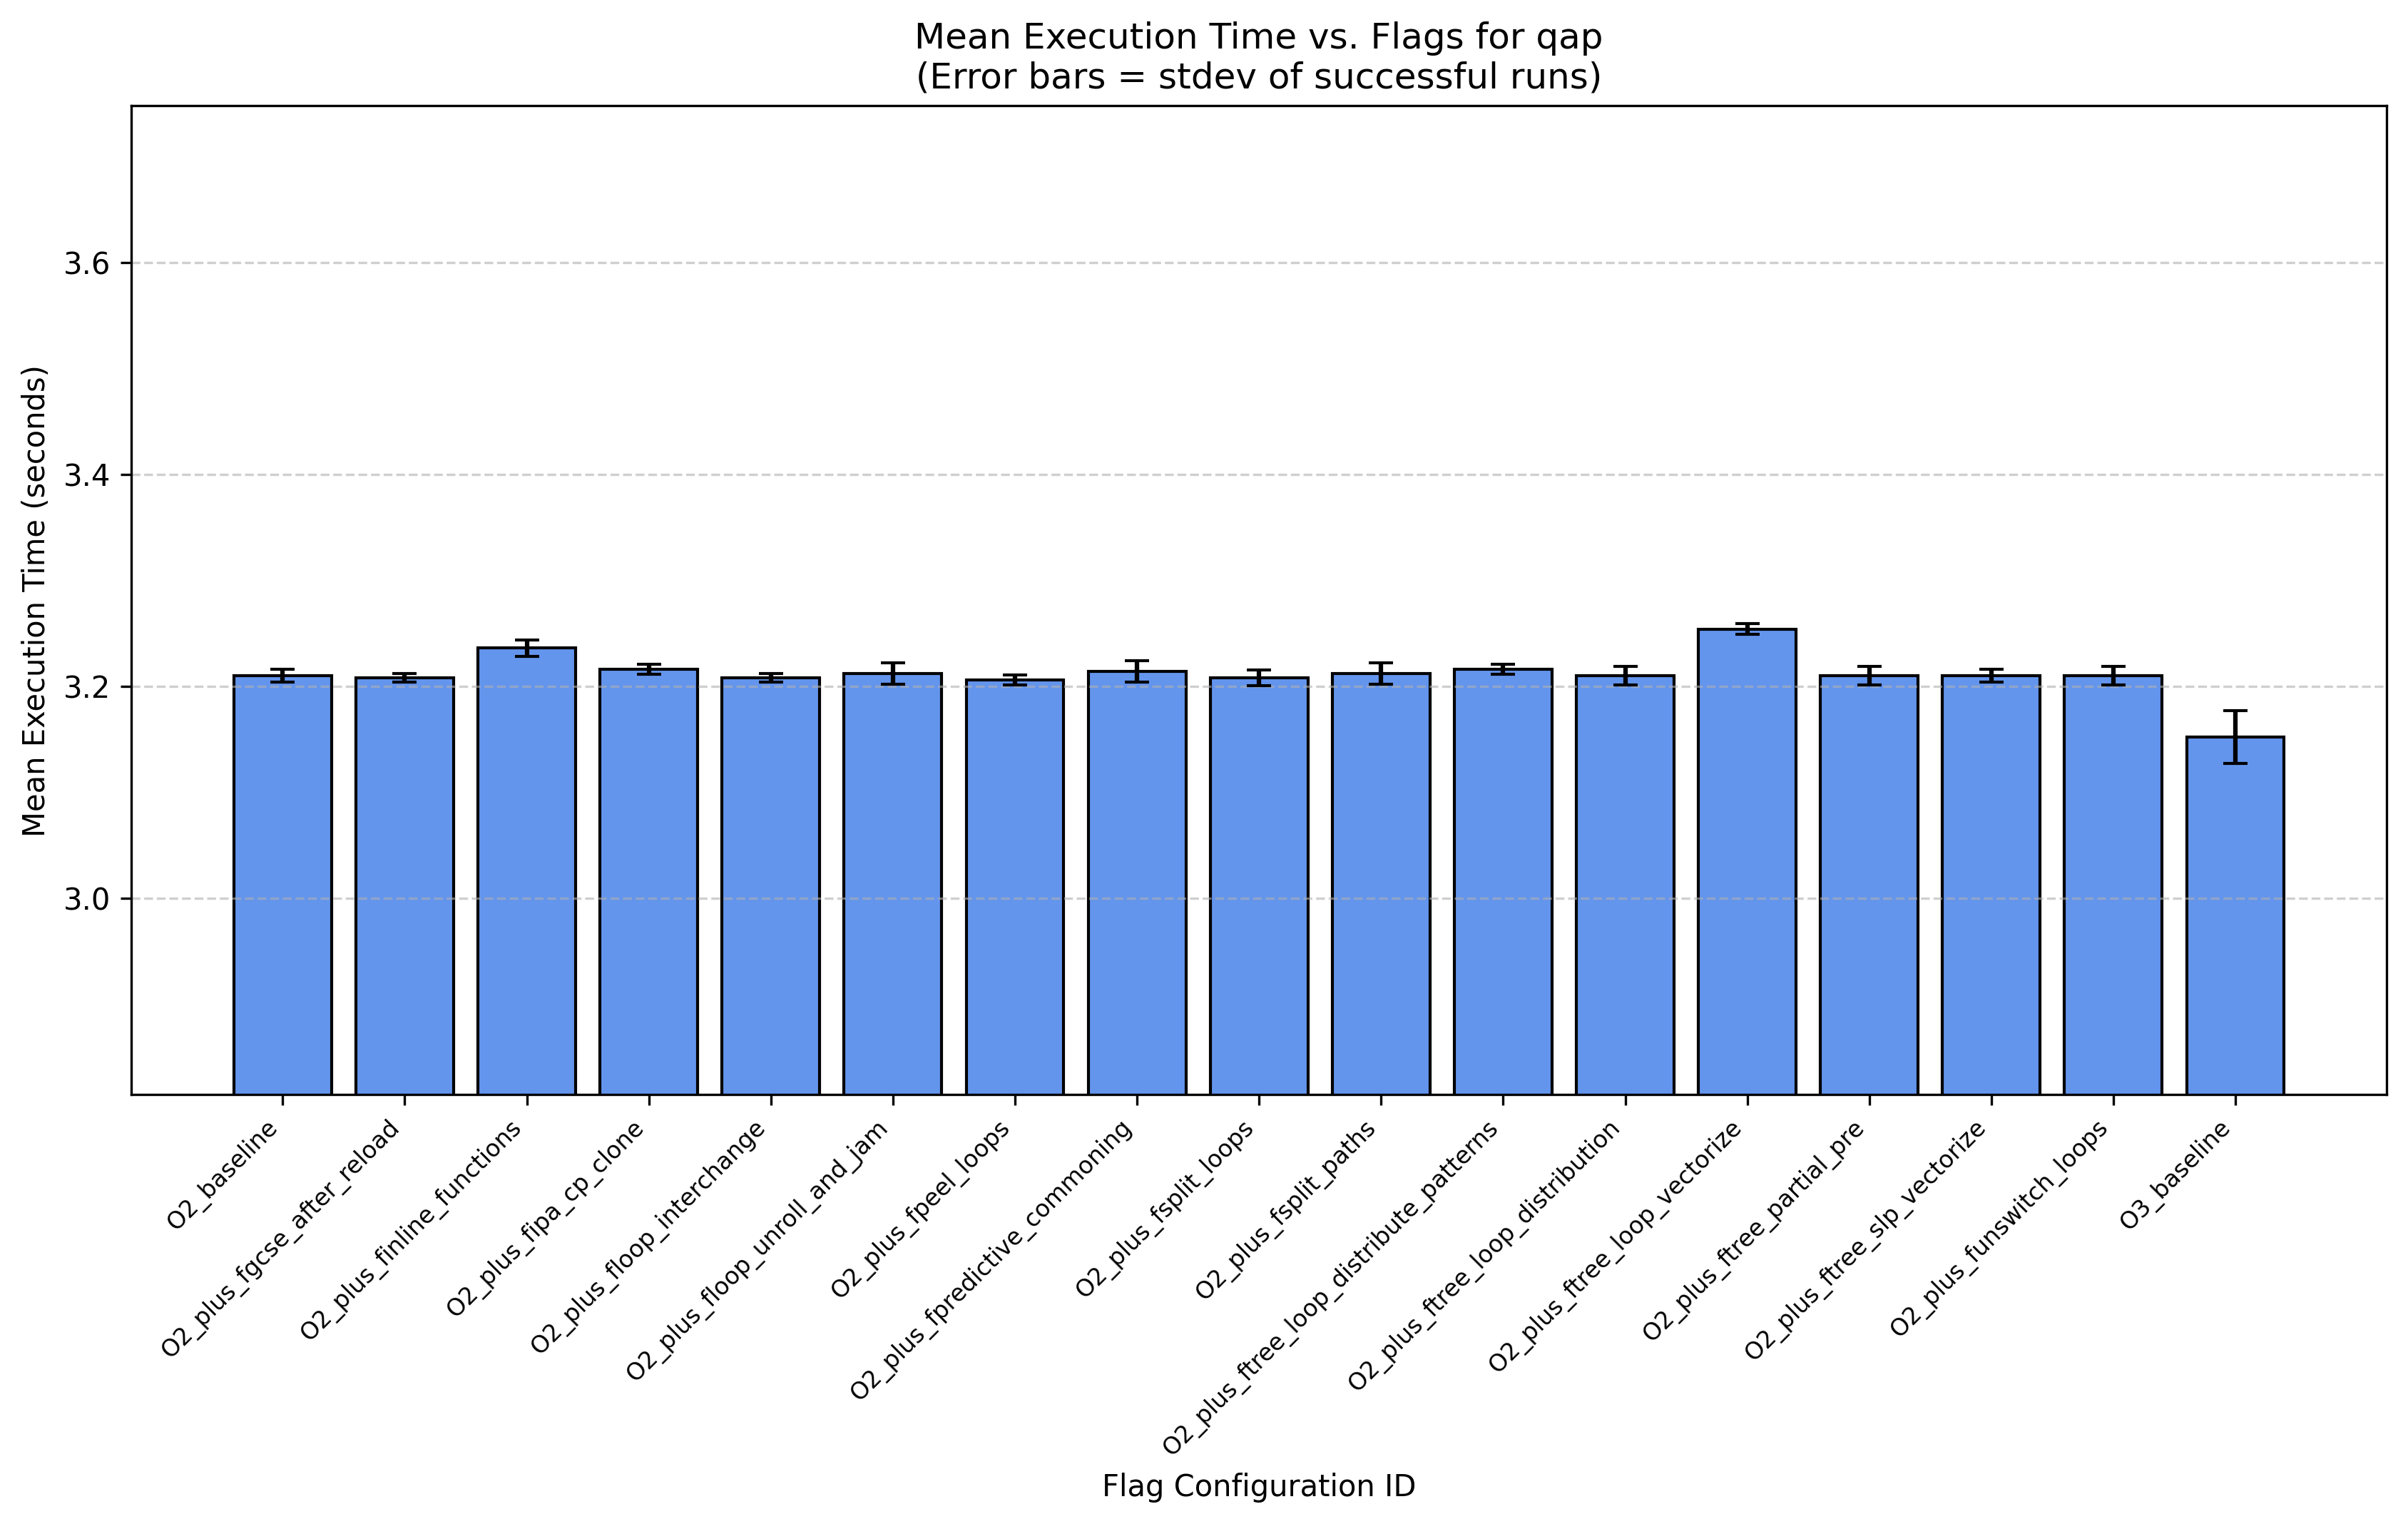 Mean Execution Time vs. Flags for qap
(Error bars = stdev of successful runs)
Mean Execution Time (seconds)
3.6
3.4
3.2
3.0
O2_baseline
O2_plus_fgcse_after_reload
O2_plus_finline_functions
O2_plus_fipa_cp_clone
O2_plus_floop_interchange
O2_plus_floop_unroll_and_jam
O2_plus_fpeel_loops
O2_plus_fpredictive_commoning
O2_plus_fsplit_loops
O2_plus_fsplit_paths
O2_plus_ftree_loop_distribute_patterns
O2_plus_ftree_loop_distribution
O2_plus_ftree_loop_vectorize
O2_plus_ftree_partial_pre
O2_plus_ftree_slp_vectorize
O2_plus_funswitch_loops
O3_baseline
Flag Configuration ID